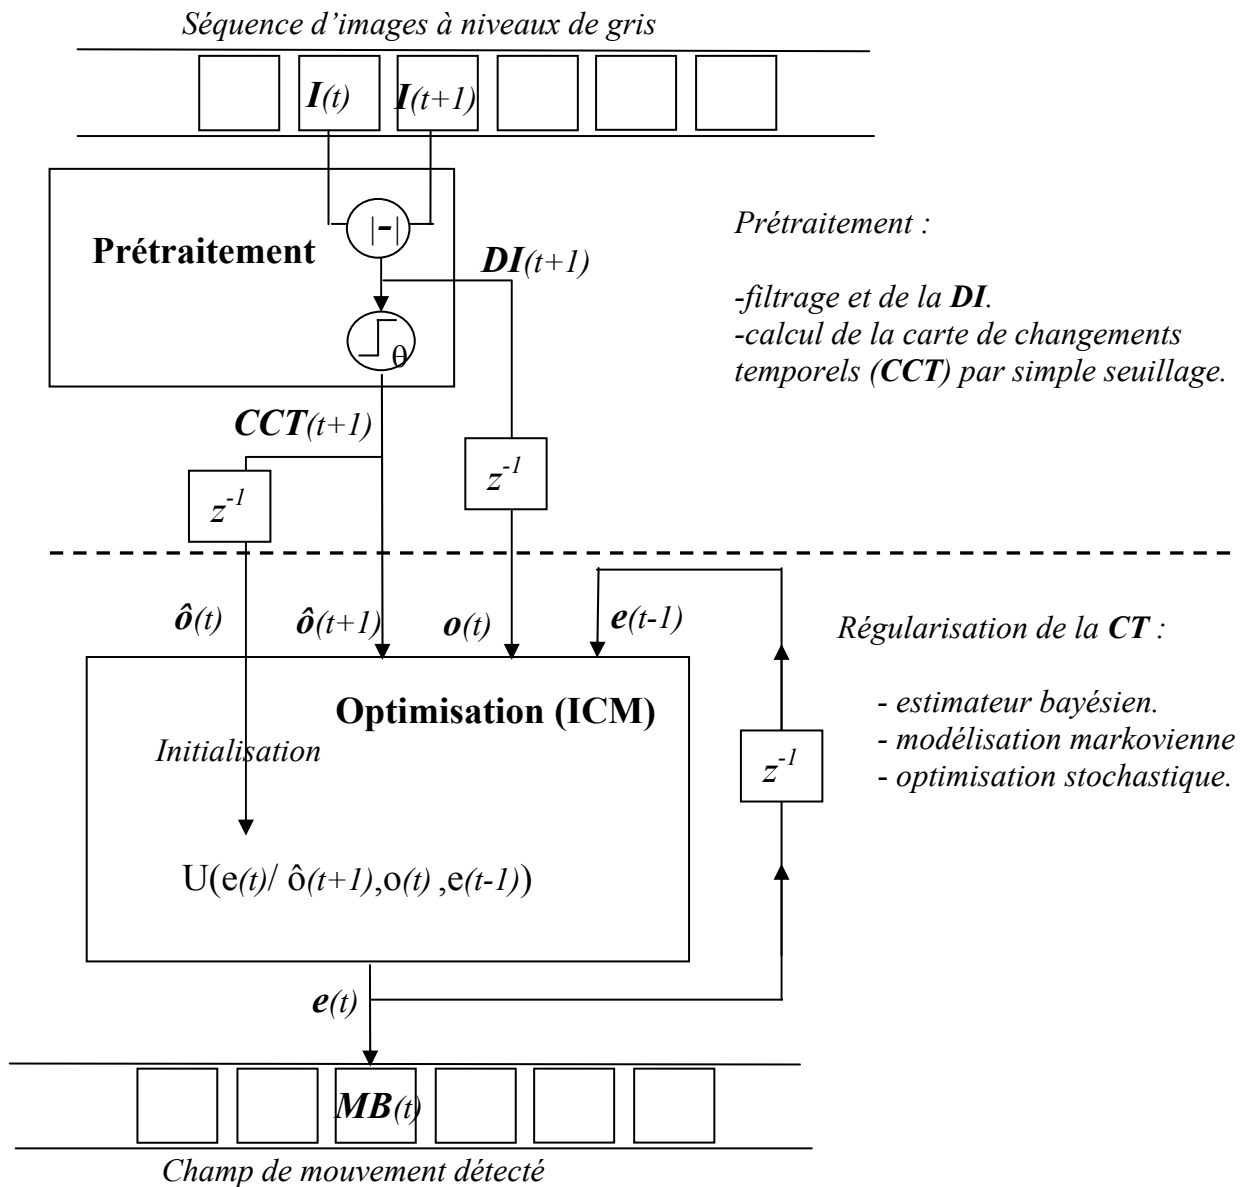 Séquence d'images à niveaux de gris
I(t) I(t+1)
|-|
Prétraitement
DI(t+1)
θ
Prétraitement :
-filtrage et de la DI.
-calcul de la carte de changements
temporels (CCT) par simple seuillage.
CCT(t+1)
z⁻¹
z⁻¹
ô(t) ô(t+1) o(t) e(t-1)
Régularisation de la CT :
- estimateur bayésien.
- modélisation markovienne
- optimisation stochastique.
Optimisation (ICM)
Initialisation
z⁻¹
U(e(t)/ ô(t+1),o(t) ,e(t-1))
e(t)
MB(t)
Champ de mouvement détecté